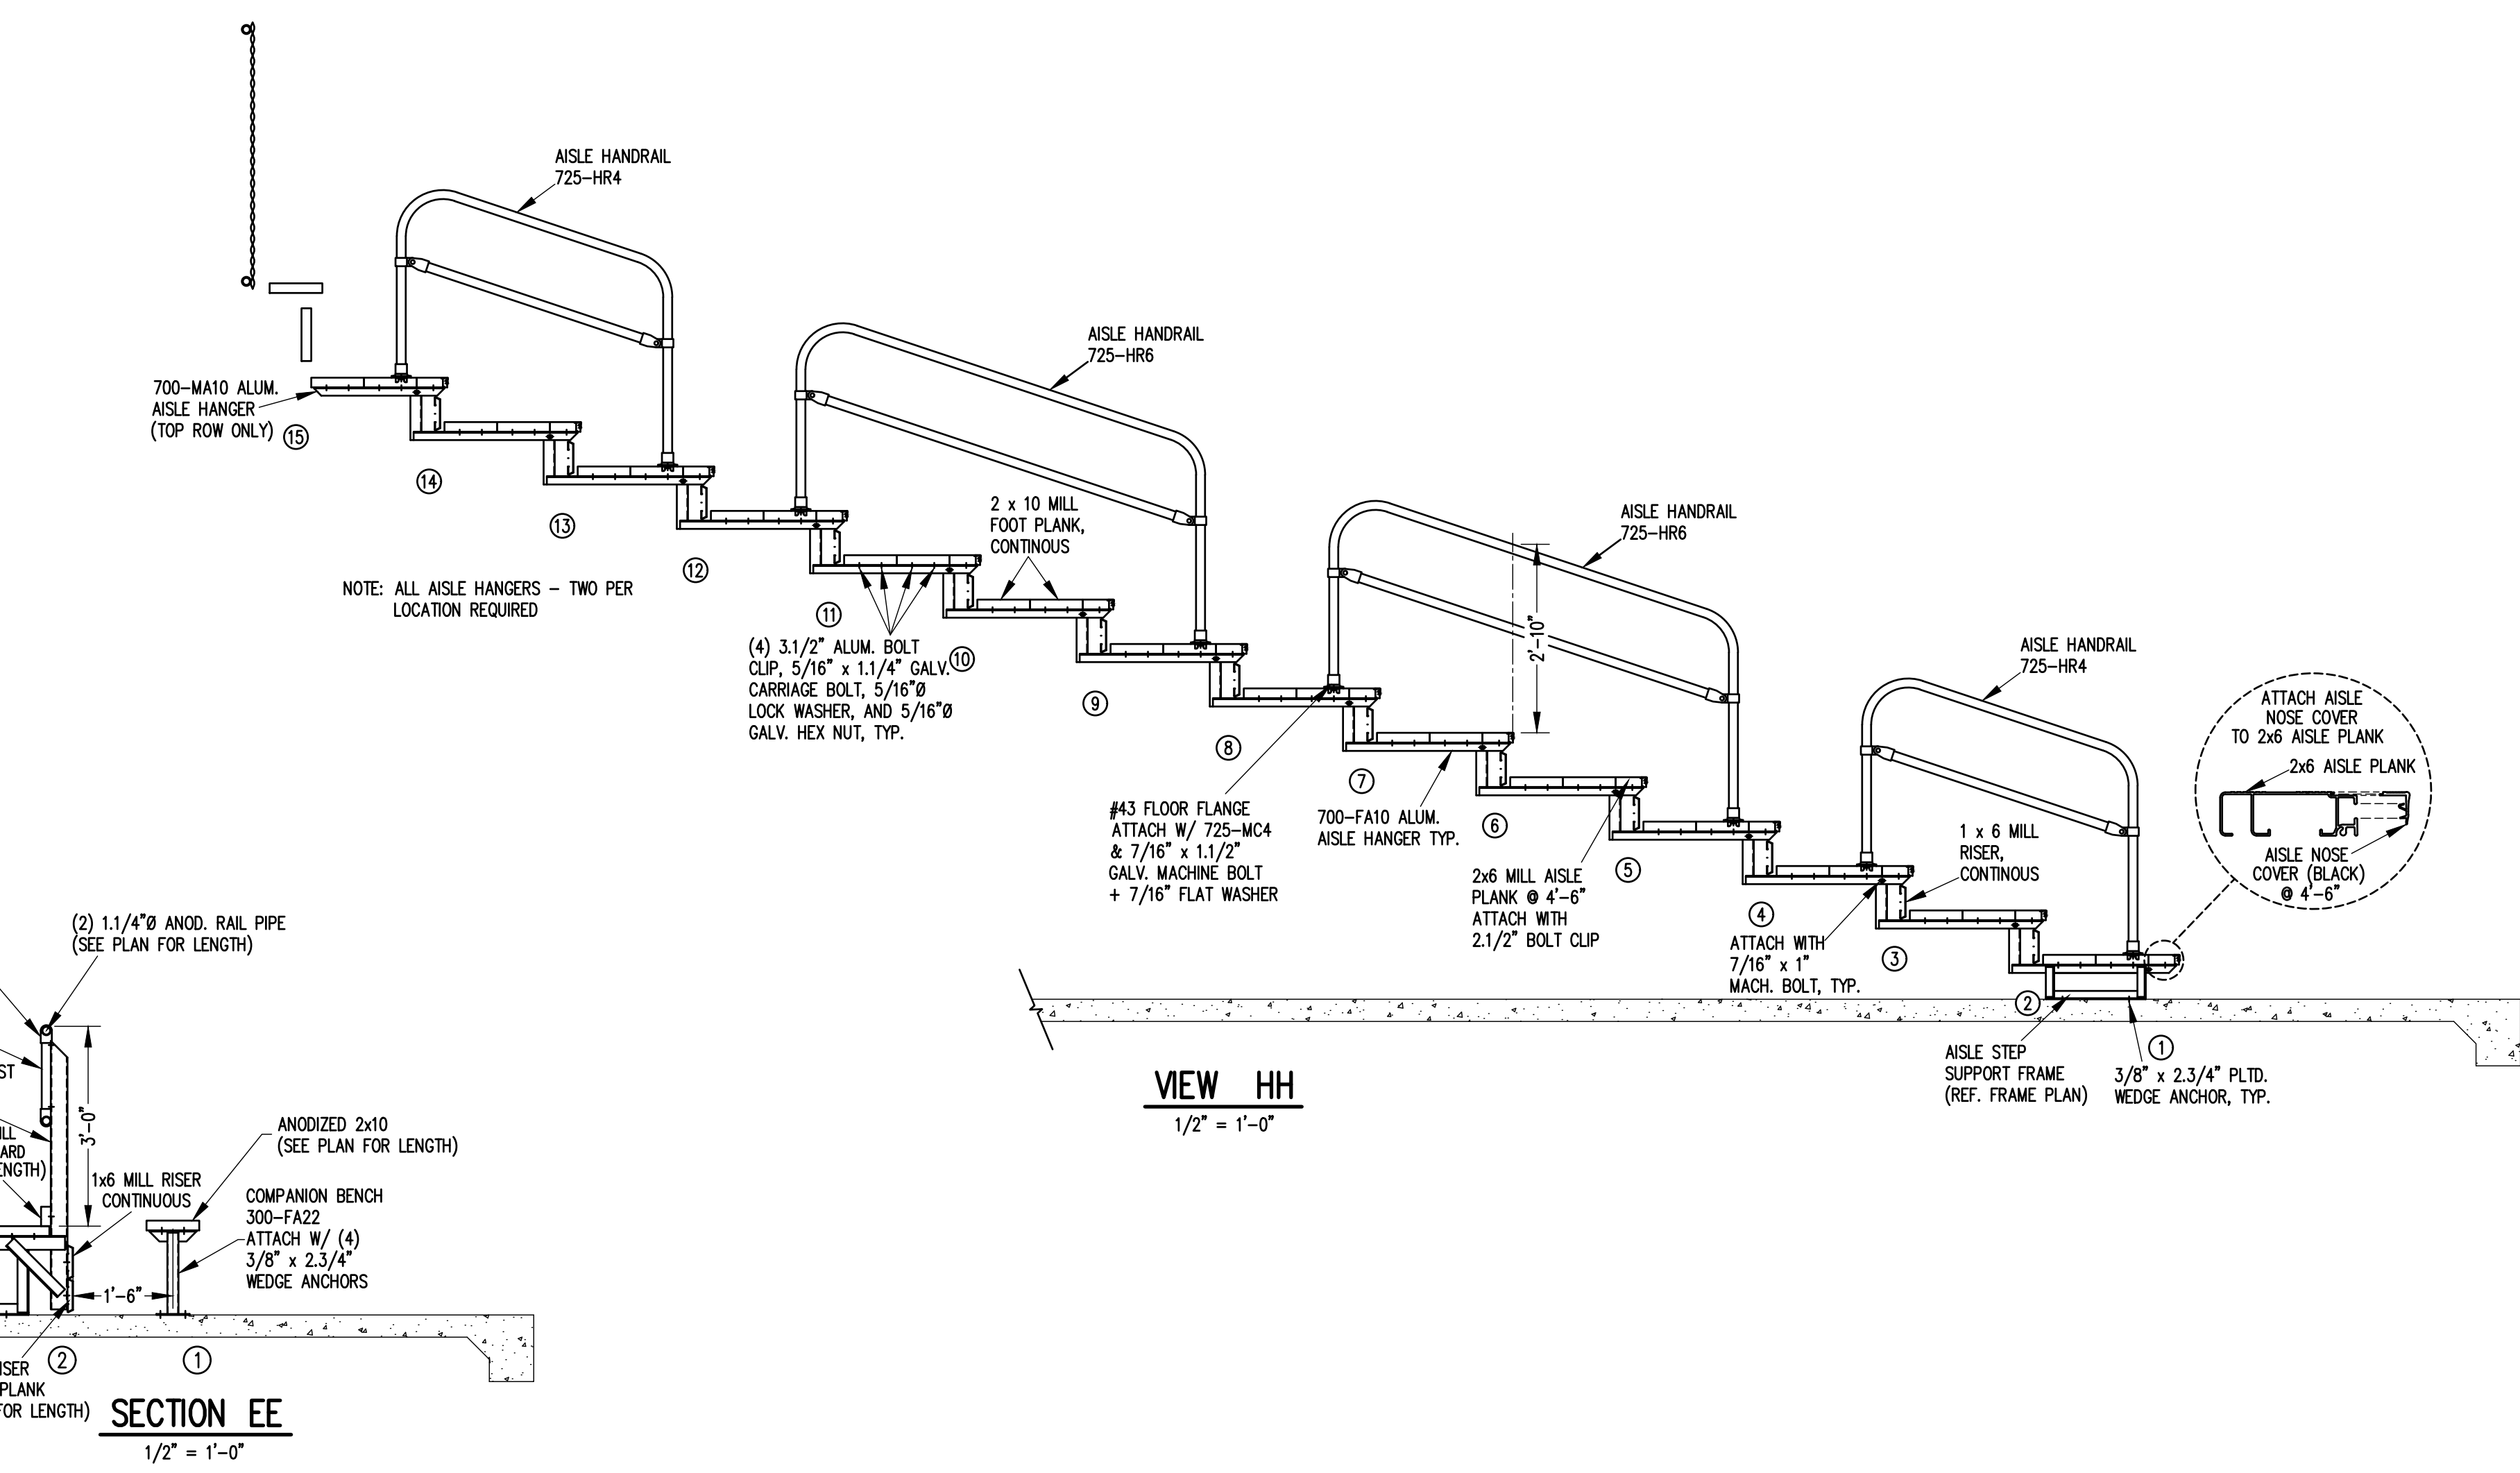 AISLE HANDRAIL
725-HR4
700-MA10 ALUM.
AISLE HANGER
(TOP ROW ONLY)
15
14
13
12
11
10
9
8
7
6
5
4
3
2
1
NOTE: ALL AISLE HANGERS - TWO PER
LOCATION REQUIRED
AISLE HANDRAIL
725-HR6
2 x 10 MILL
FOOT PLANK,
CONTINOUS
(4) 3.1/2" ALUM. BOLT
CLIP, 5/16" x 1.1/4" GALV.
CARRIAGE BOLT, 5/16"Ø
LOCK WASHER, AND 5/16"Ø
GALV. HEX NUT, TYP.
AISLE HANDRAIL
725-HR6
2'-10"
#43 FLOOR FLANGE
ATTACH W/ 725-MC4
& 7/16" x 1.1/2"
GALV. MACHINE BOLT
+ 7/16" FLAT WASHER
700-FA10 ALUM.
AISLE HANGER TYP.
2x6 MILL AISLE
PLANK @ 4'-6"
ATTACH WITH
2.1/2" BOLT CLIP
AISLE HANDRAIL
725-HR4
1 x 6 MILL
RISER,
CONTINOUS
ATTACH WITH
7/16" x 1"
MACH. BOLT, TYP.
ATTACH AISLE
NOSE COVER
TO 2x6 AISLE PLANK
2x6 AISLE PLANK
AISLE NOSE
COVER (BLACK)
@ 4'-6"
AISLE STEP
SUPPORT FRAME
(REF. FRAME PLAN)
3/8" x 2.3/4" PLTD.
WEDGE ANCHOR, TYP.
VIEW HH
1/2" = 1'-0"
(2) 1.1/4"Ø ANOD. RAIL PIPE
(SEE PLAN FOR LENGTH)
3'-0"
1x6 MILL RISER
CONTINUOUS
ANODIZED 2x10
(SEE PLAN FOR LENGTH)
COMPANION BENCH
300-FA22
ATTACH W/ (4)
3/8" x 2.3/4"
WEDGE ANCHORS
1'-6"
2
1
PLANK
FOR LENGTH)
SECTION EE
1/2" = 1'-0"